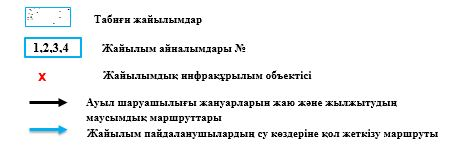 Табиғи жайылымдар
1,2,3,4 Жайылым айналымдары №
x Жайылымдық инфрақұрылым объектісі
Ауыл шаруашылығы жануарларын жаю және жылжытудың
маусымдық маршруттары
Жайылым пайдаланушылардың су көздеріне қол жеткізу маршруты